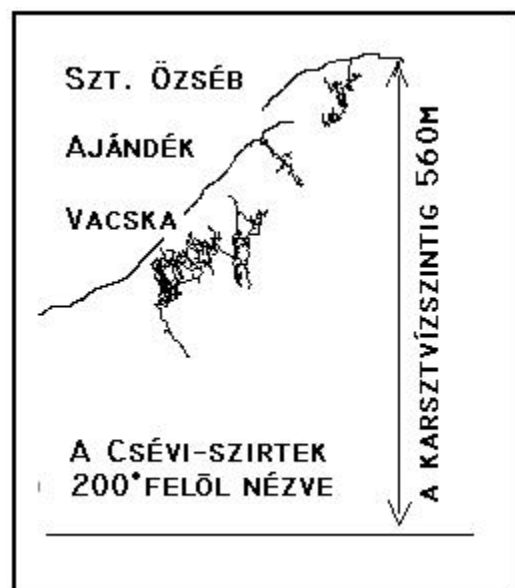 SZT. ÖZSÉB
AJÁNDÉK
VACSKA
A CSÉVI-SZIRTEK
200° FELŐL NÉZVE
A KARSZTVÍZSZINTIG 560M